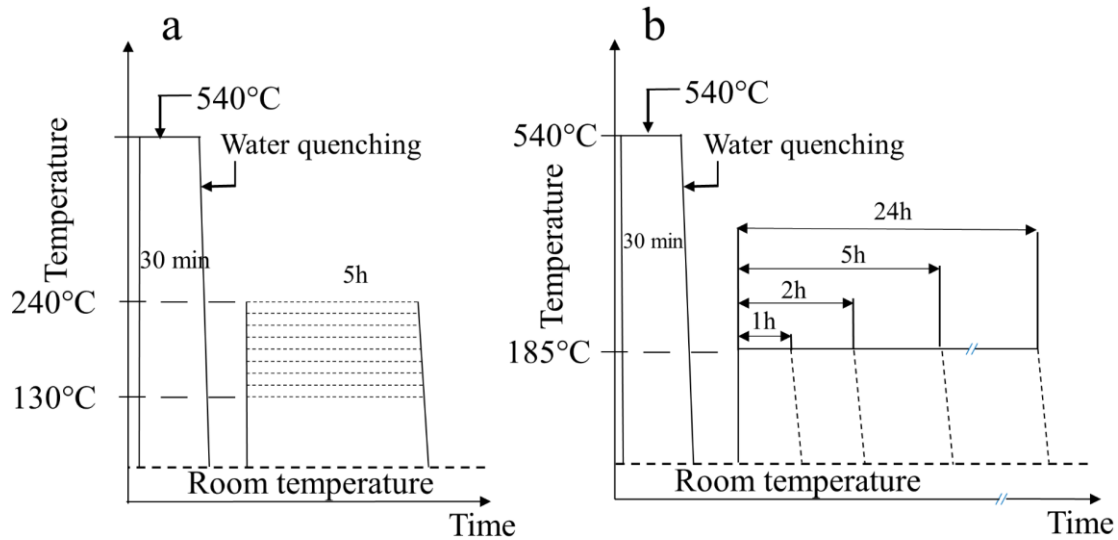 a
540°C
Water quenching
Temperature
30 min
5h
240°C
130°C
Room temperature
Time
b
540°C
540°C
Water quenching
Temperature
30 min
24h
5h
2h
1h
185°C
Room temperature
Time